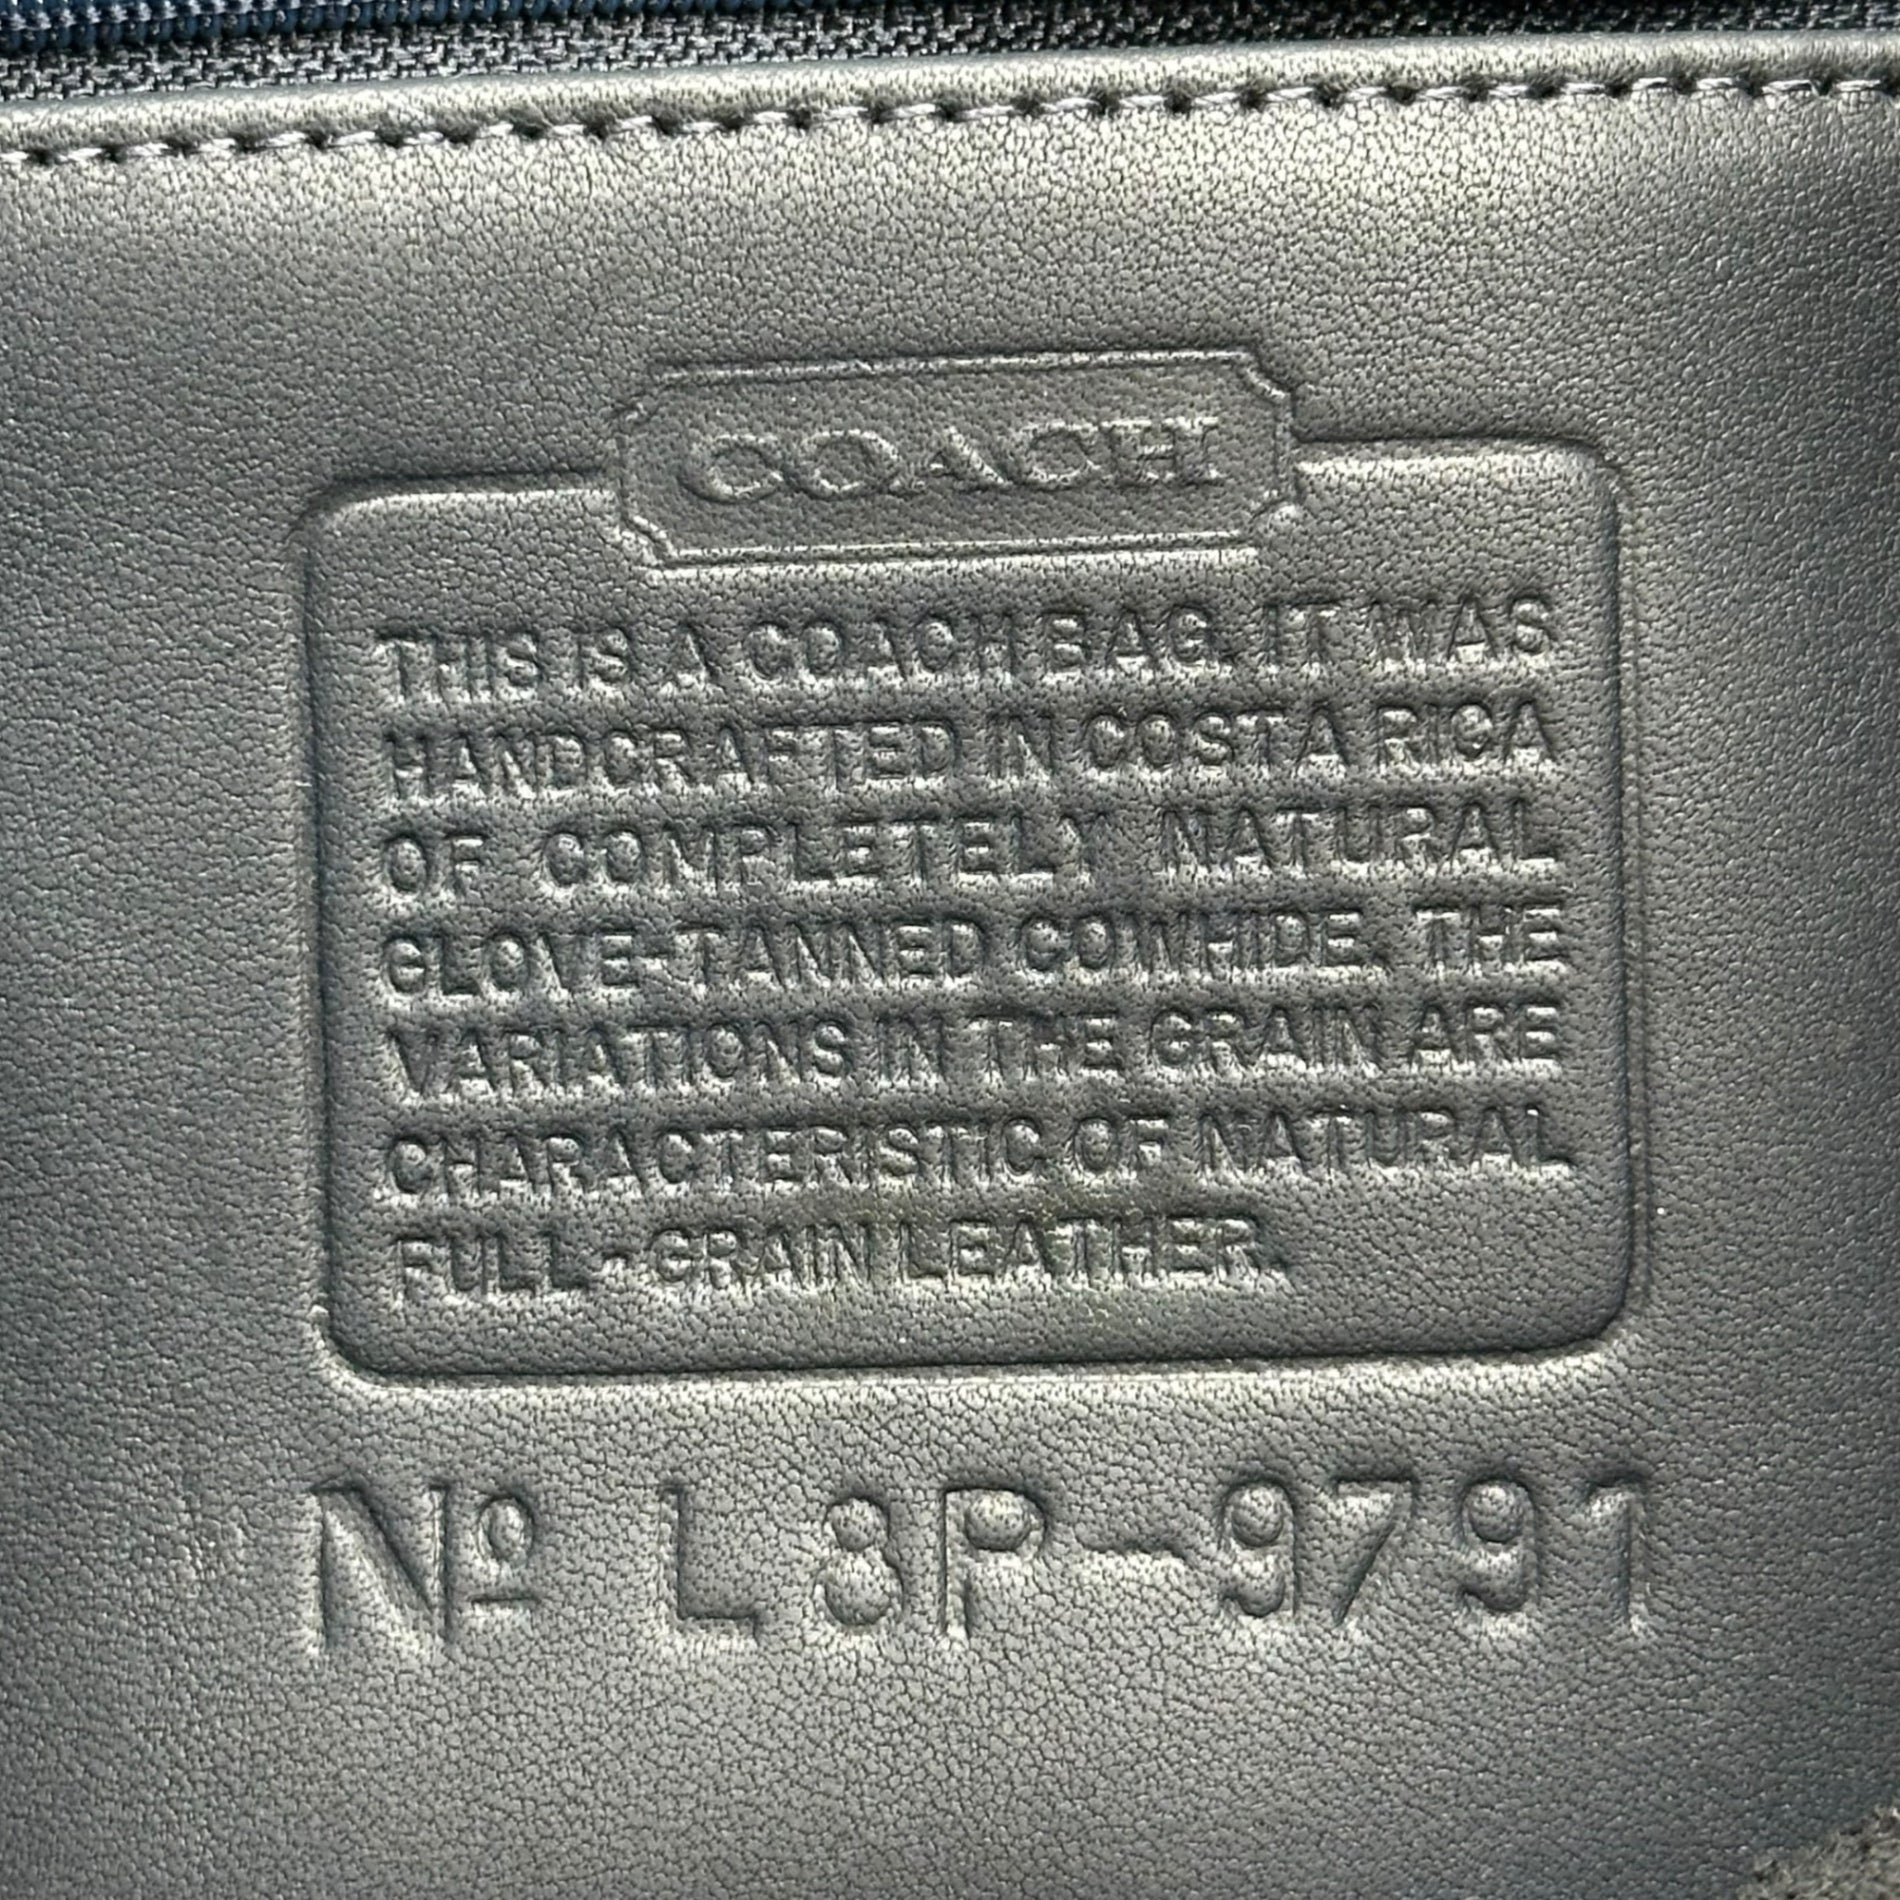 COACH
THIS IS A COACH BAG. IT WAS
HANDCRAFTED IN COSTA RICA
OF COMPLETELY NATURAL
GLOVE-TANNED COWHIDE. THE
VARIATIONS IN THE GRAIN ARE
CHARACTERISTIC OF NATURAL
FULL-GRAIN LEATHER.
Nº L8P-9791